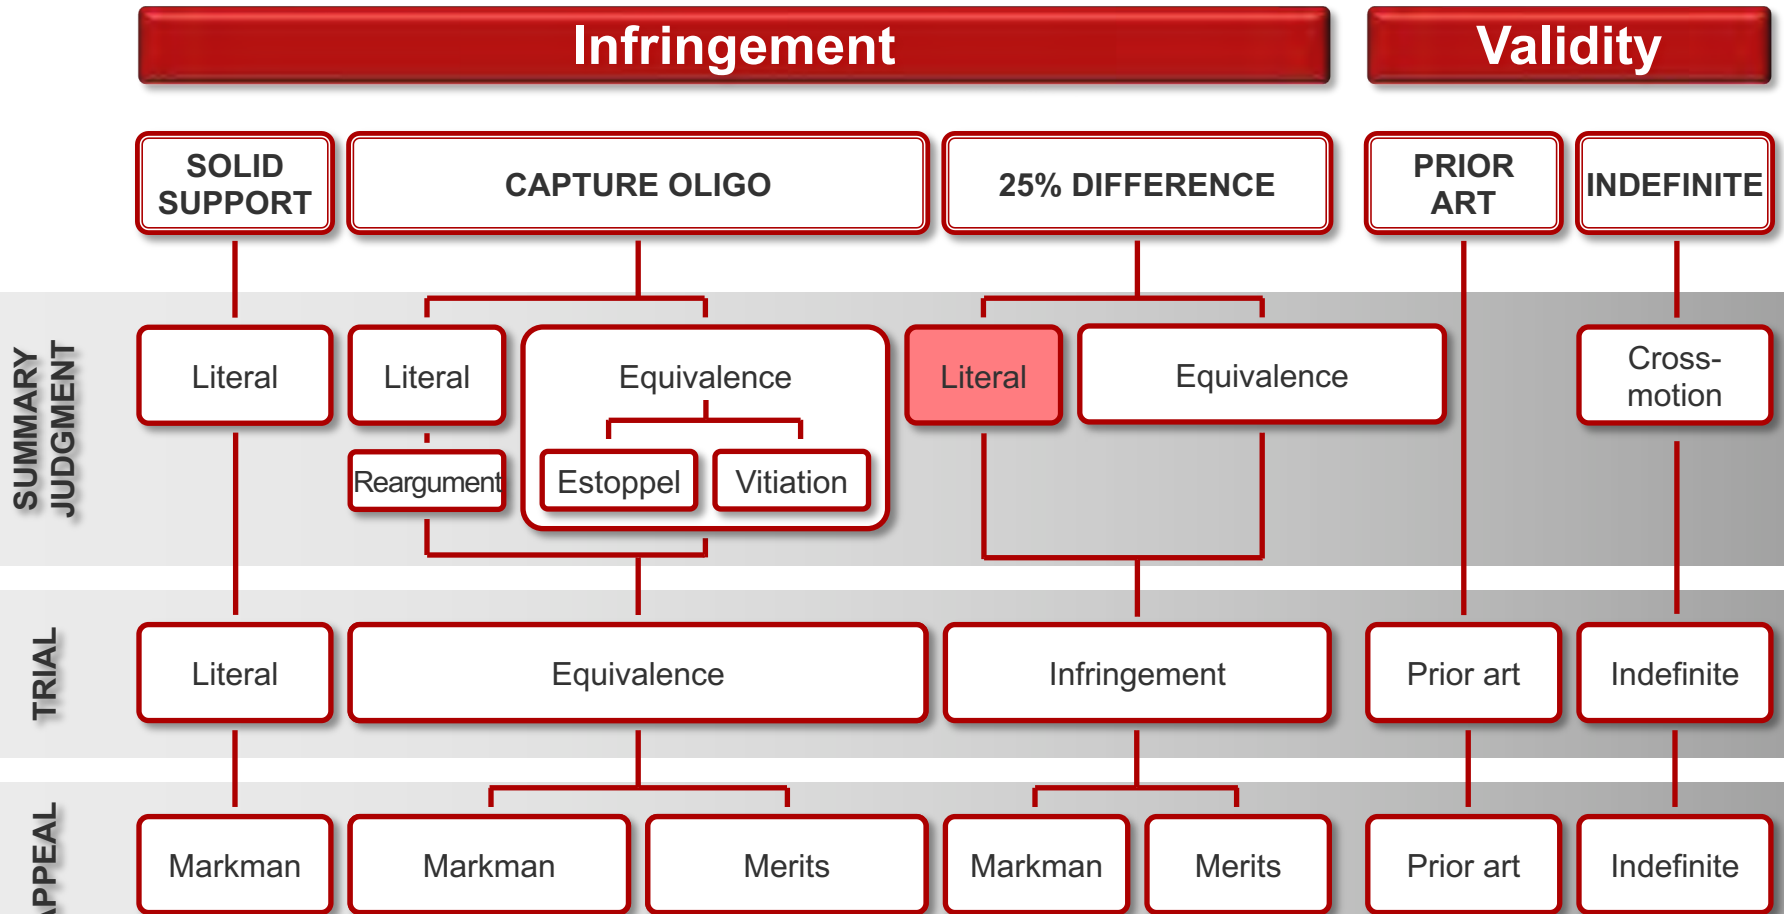 Infringement
Validity
SOLID
SUPPORT
CAPTURE OLIGO
25% DIFFERENCE
PRIOR
ART
INDEFINITE
SUMMARY
JUDGMENT
Literal
Literal
Equivalence
Literal
Equivalence
Cross-
motion
Reargument
Estoppel
Vitiation
TRIAL
Literal
Equivalence
Infringement
Prior art
Indefinite
APPEAL
Markman
Markman
Merits
Markman
Merits
Prior art
Indefinite